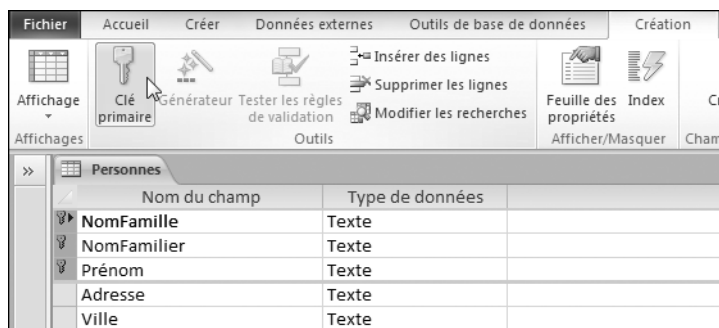 Fichier Accueil Créer Données externes Outils de base de données Création
Affichage
Clé primaire
Générateur
Tester les règles de validation
Insérer des lignes
Supprimer les lignes
Modifier les recherches
Feuille des propriétés
Index
Affichages Outils Afficher/Masquer Cham
» Personnes
Nom du champ Type de données
NomFamille Texte
NomFamilier Texte
Prénom Texte
Adresse Texte
Ville Texte